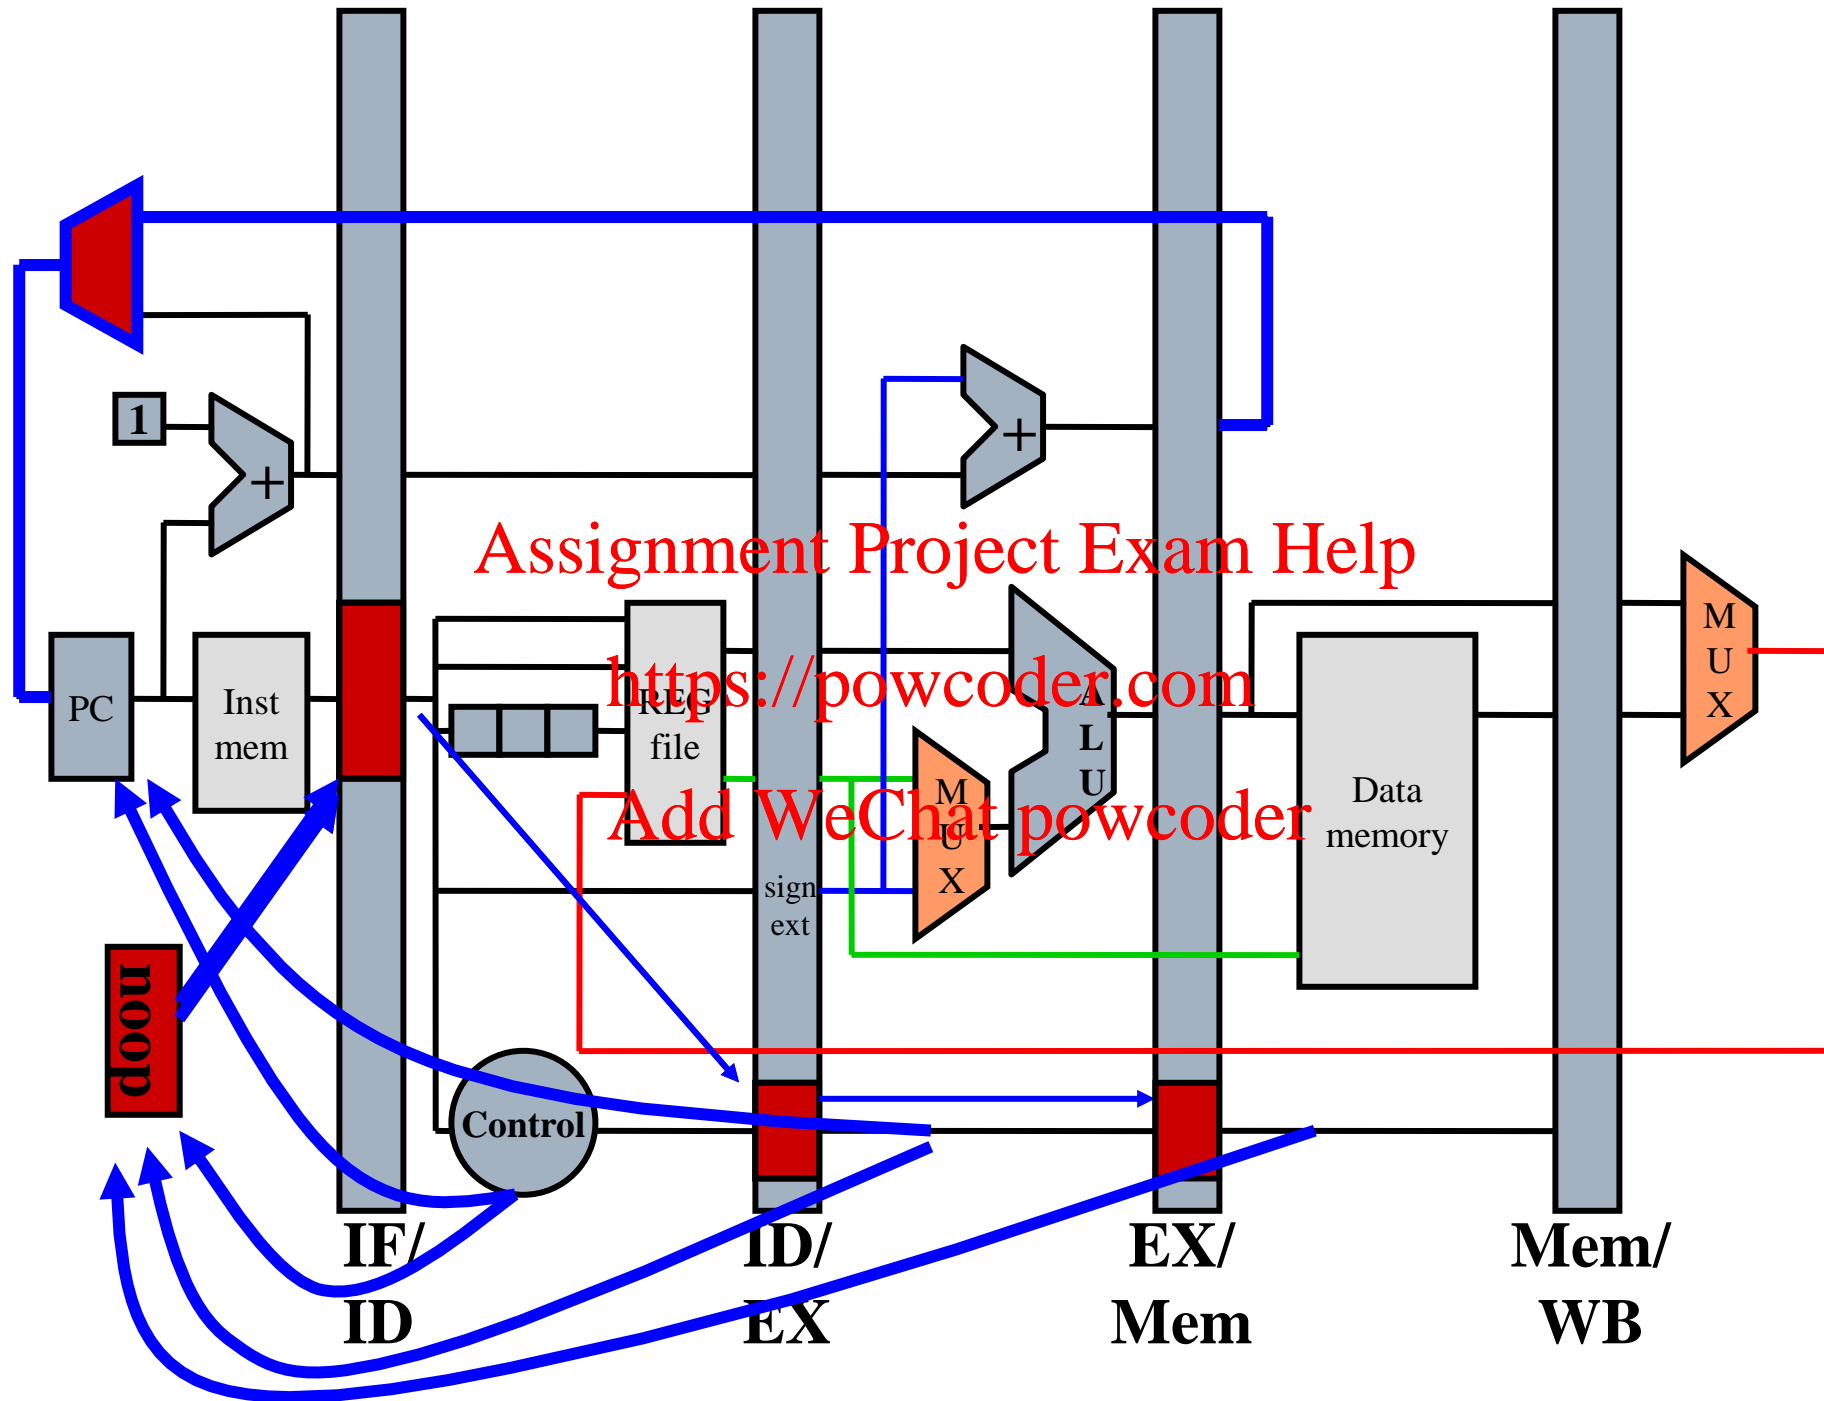 1
+
+
Assignment Project Exam Help
PC
Inst
mem
REG
file
https://powcoder.com
A
L
U
M
U
X
Add WeChat powcoder
M
U
X
Data
memory
sign
ext
noop
Control
IF/
ID
ID/
EX
EX/
Mem
Mem/
WB